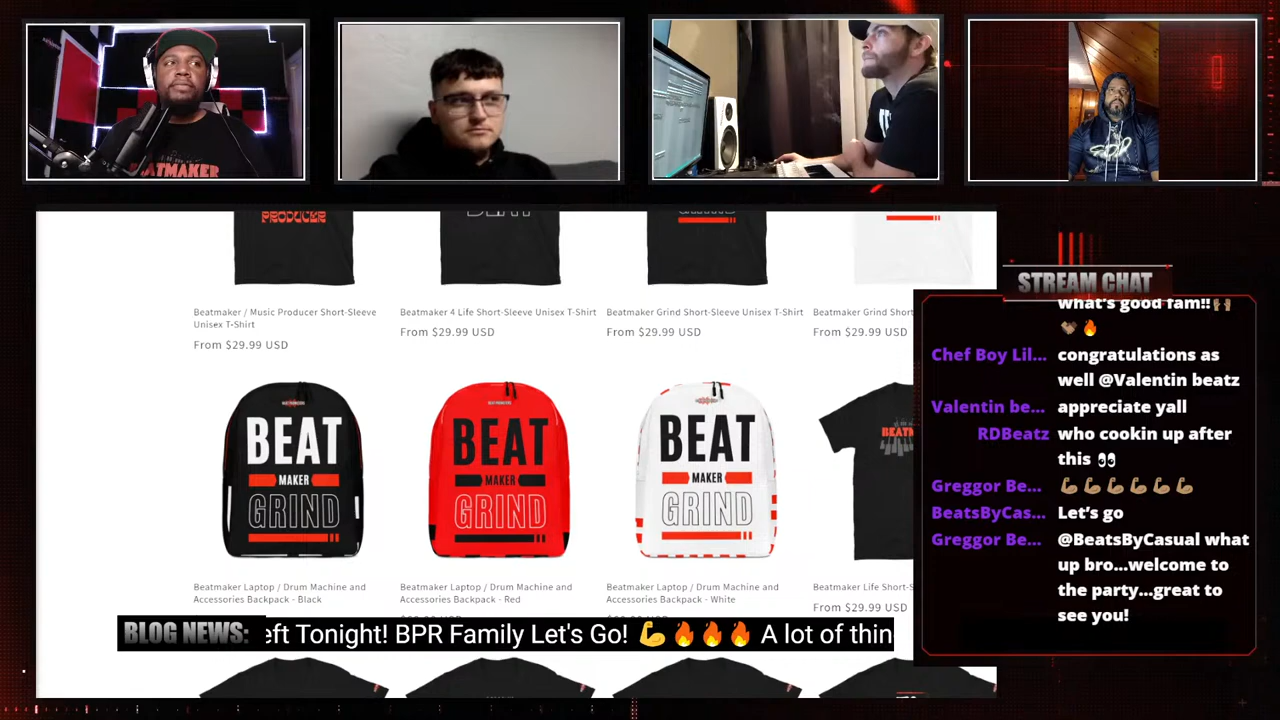 BEATMAKER
PRODUCER
BEAT
GRIND
Beatmaker / Music Producer Short-Sleeve
Unisex T-Shirt
From $29.99 USD
Beatmaker 4 Life Short-Sleeve Unisex T-Shirt
From $29.99 USD
Beatmaker Grind Short-Sleeve Unisex T-Shirt
From $29.99 USD
Beatmaker Grind Short-S
From $29.99 USD
BEAT
MAKER
GRIND
BEAT
MAKER
GRIND
BEAT
MAKER
GRIND
BEATM
Beatmaker Laptop / Drum Machine and
Accessories Backpack - Black
Beatmaker Laptop / Drum Machine and
Accessories Backpack - Red
Beatmaker Laptop / Drum Machine and
Accessories Backpack - White
Beatmaker Life Short-S
From $29.99 USD
STREAM CHAT
what's good fam!!🙌🏽
🤝🏽🔥
Chef Boy Lil... congratulations as
well @Valentin beatz
Valentin be... appreciate yall
RDBeatz who cookin up after
this 👀
Greggor Be... 💪🏽💪🏽💪🏽💪🏽💪🏽💪🏽
BeatsByCas... Let's go
Greggor Be... @BeatsByCasual what
up bro...welcome to
the party...great to
see you!
BLOG NEWS: eft Tonight! BPR Family Let's Go! 💪🔥🔥🔥 A lot of thin